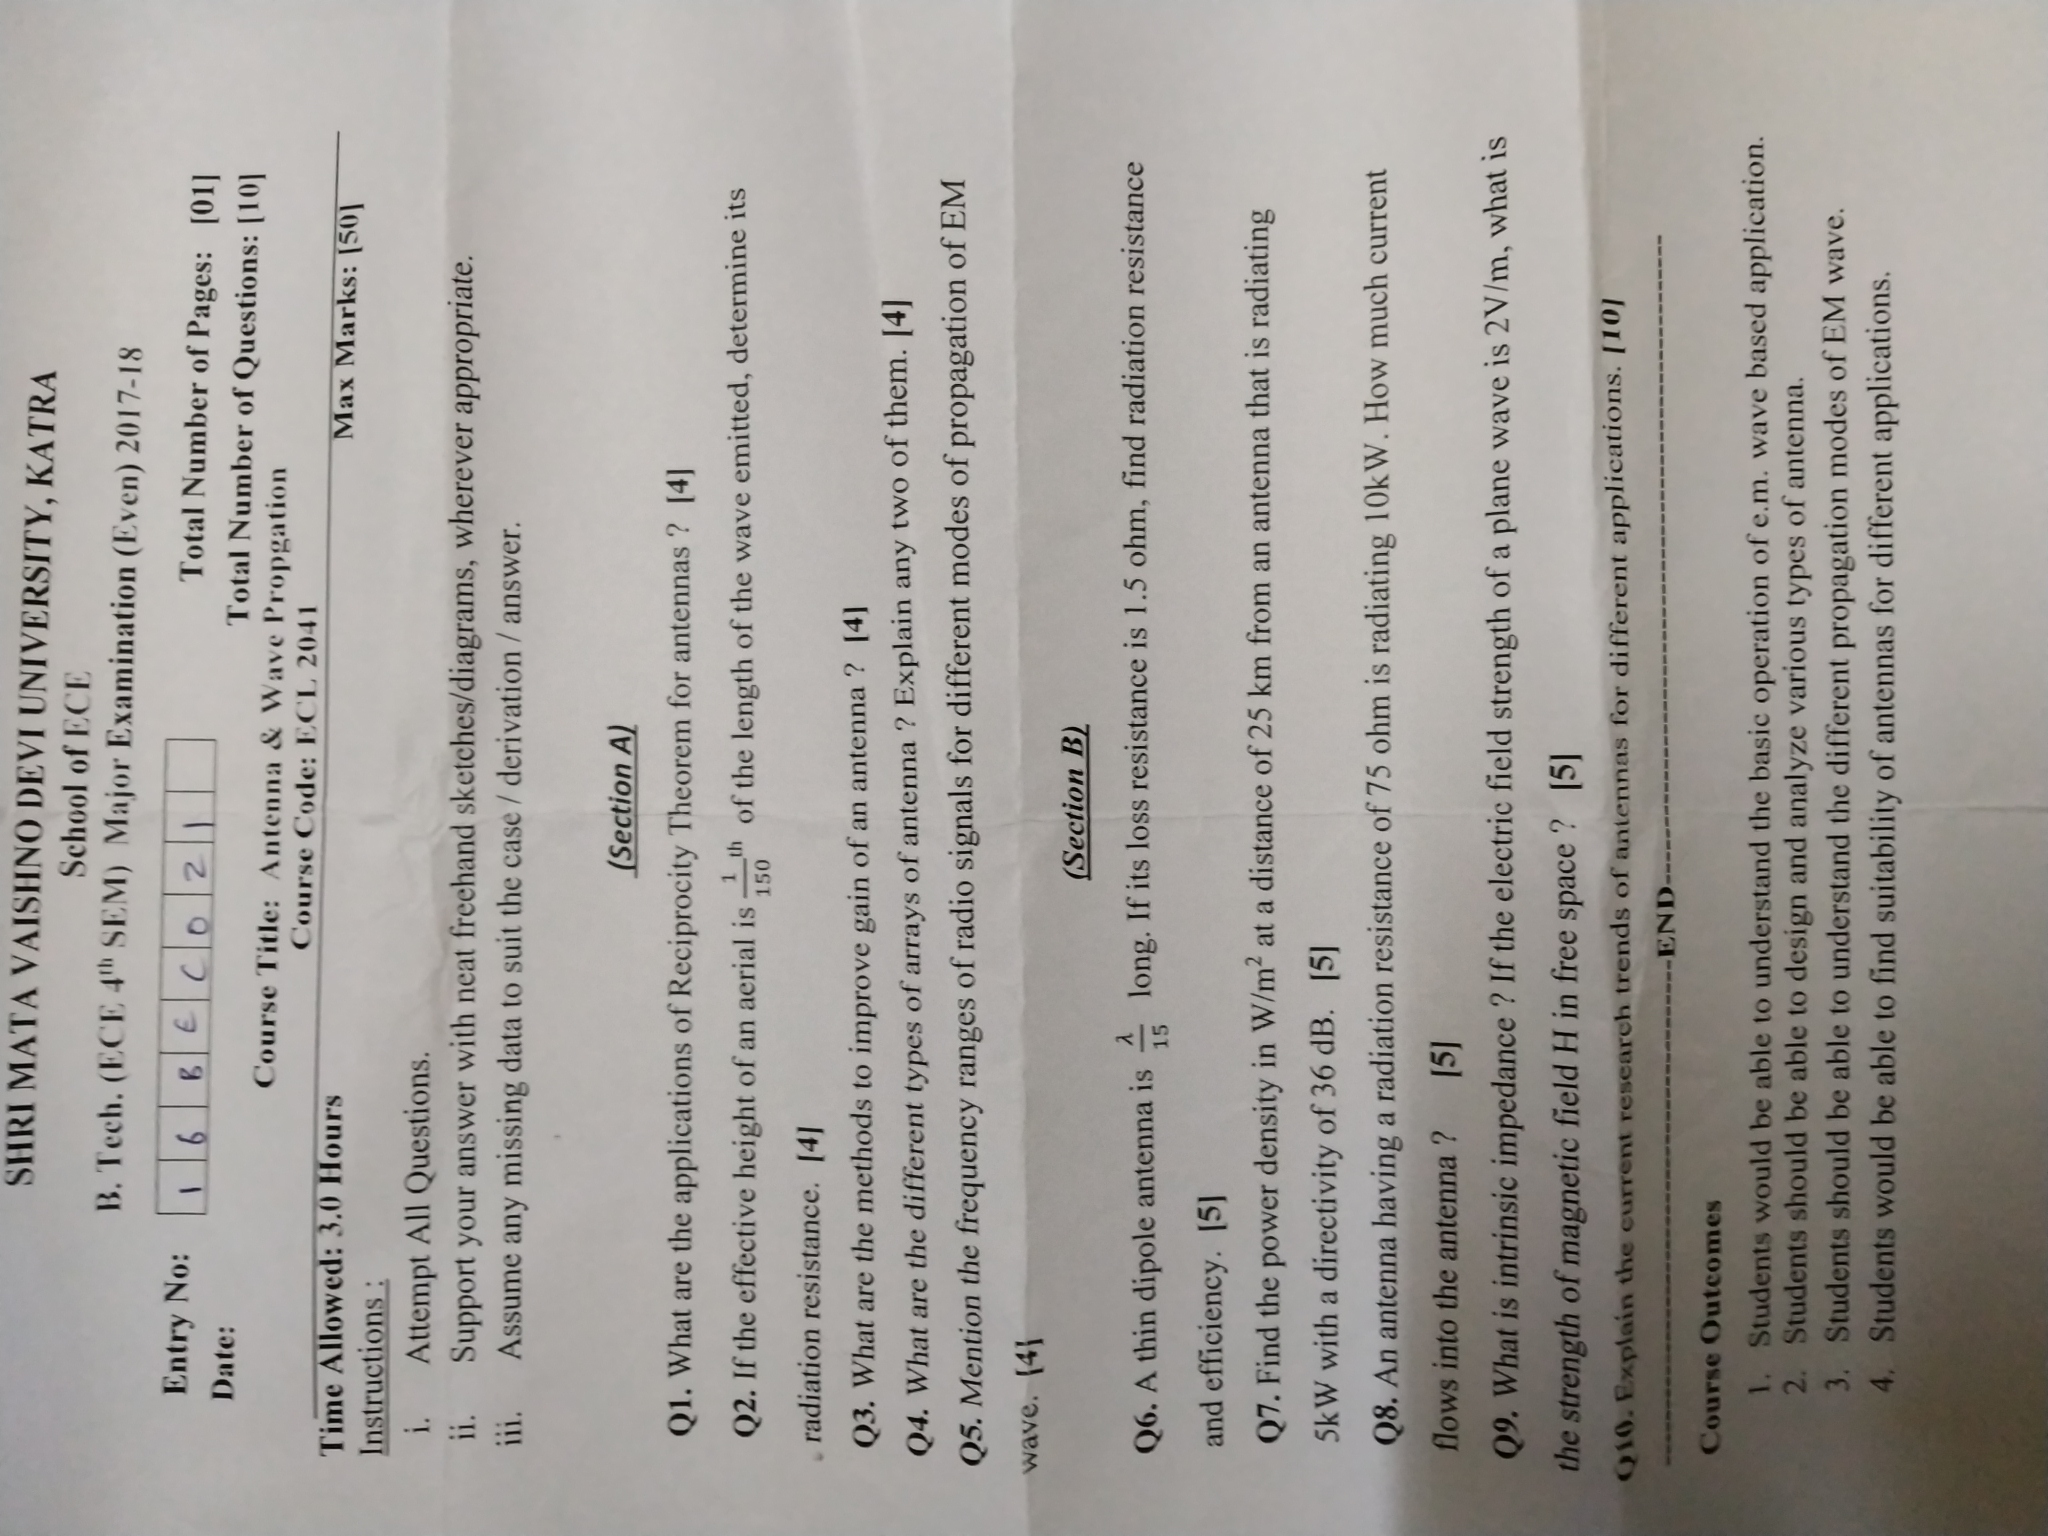 SHRI MATA VAISHNO DEVI UNIVERSITY, KATRA
School of ECE
B. Tech. (ECE 4th SEM) Major Examination (Even) 2017-18
Entry No: 1 6 B E C 0 2 1
Total Number of Pages: [01]
Date:
Total Number of Questions: [10]
Course Title: Antenna & Wave Propgation
Course Code: ECL 2041
Time Allowed: 3.0 Hours
Max Marks: [50]
Instructions :
i. Attempt All Questions.
ii. Support your answer with neat freehand sketches/diagrams, wherever appropriate.
iii. Assume any missing data to suit the case / derivation / answer.
(Section A)
Q1. What are the applications of Reciprocity Theorem for antennas ? [4]
Q2. If the effective height of an aerial is 1/150 th of the length of the wave emitted, determine its
radiation resistance. [4]
Q3. What are the methods to improve gain of an antenna ? [4]
Q4. What are the different types of arrays of antenna ? Explain any two of them. [4]
Q5. Mention the frequency ranges of radio signals for different modes of propagation of EM
wave. [4]
(Section B)
Q6. A thin dipole antenna is λ/15 long. If its loss resistance is 1.5 ohm, find radiation resistance
and efficiency. [5]
Q7. Find the power density in W/m² at a distance of 25 km from an antenna that is radiating
5kW with a directivity of 36 dB. [5]
Q8. An antenna having a radiation resistance of 75 ohm is radiating 10kW. How much current
flows into the antenna ? [5]
Q9. What is intrinsic impedance ? If the electric field strength of a plane wave is 2V/m, what is
the strength of magnetic field H in free space ? [5]
Q10. Explain the current research trends of antennas for different applications. [10]
-----END-----
Course Outcomes
1. Students would be able to understand the basic operation of e.m. wave based application.
2. Students should be able to design and analyze various types of antenna.
3. Students should be able to understand the different propagation modes of EM wave.
4. Students would be able to find suitability of antennas for different applications.